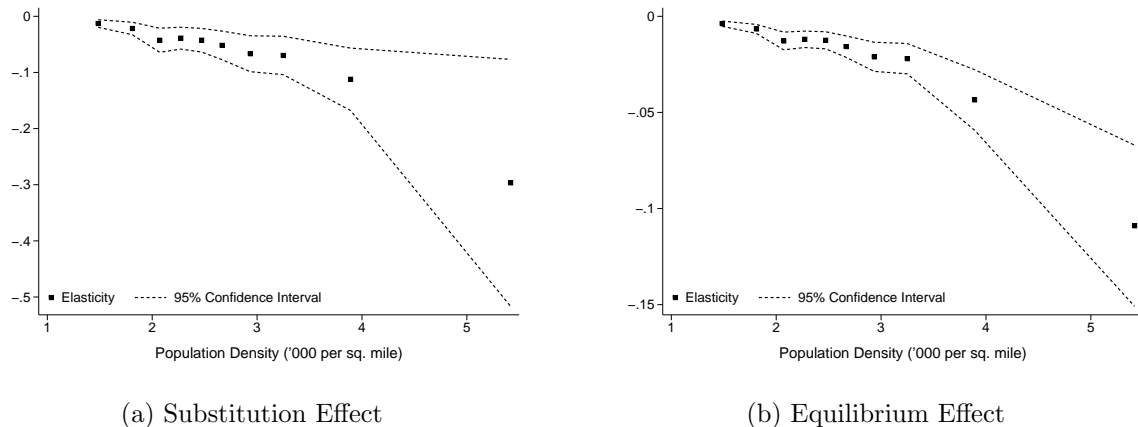 0
−.1
−.2
−.3
−.4
−.5
Elasticity
95% Confidence Interval
1 2 3 4 5
Population Density ('000 per sq. mile)
(a) Substitution Effect
0
−.05
−.1
−.15
Elasticity
95% Confidence Interval
1 2 3 4 5
Population Density ('000 per sq. mile)
(b) Equilibrium Effect